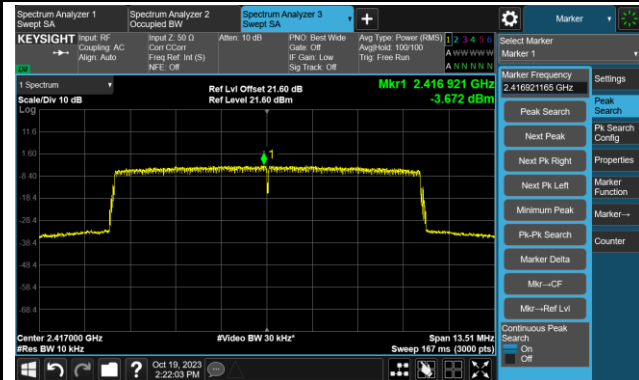 Spectrum Analyzer 1
Swept SA
Spectrum Analyzer 2
Occupied BW
Spectrum Analyzer 3
Swept SA
Marker
KEYSIGHT
Input: RF
Coupling: AC
Align: Auto
Input Z: 50 Ω
Corr CCorr
Freq Ref: Int (S)
NFE: Off
Atten: 10 dB
PNO: Best Wide
Gate: Off
IF Gain: Low
Sig Track: Off
Avg Type: Power (RMS)
Avg|Hold: 100/100
Trig: Free Run
1 2 3 4 5 6
A W W W W W
A N N N N N
Select Marker
Marker 1
1 Spectrum
Scale/Div 10 dB
Log
Ref Lvl Offset 21.60 dB
Ref Level 21.60 dBm
Mkr1 2.416 921 GHz
-3.672 dBm
11.6
1.60
-8.40
-18.4
-28.4
-38.4
-48.4
-58.4
-68.4
1
Center 2.417000 GHz
#Res BW 10 kHz
#Video BW 30 kHz*
Span 13.51 MHz
Sweep 167 ms (3000 pts)
Marker Frequency
2.416921165 GHz
Peak Search
Next Peak
Next Pk Right
Next Pk Left
Minimum Peak
Pk-Pk Search
Marker Delta
Mkr→CF
Mkr→Ref Lvl
Continuous Peak
Search
On
Off
Settings
Peak
Search
Pk Search
Config
Properties
Marker
Function
Marker→
Counter
?
Oct 19, 2023
2:22:03 PM